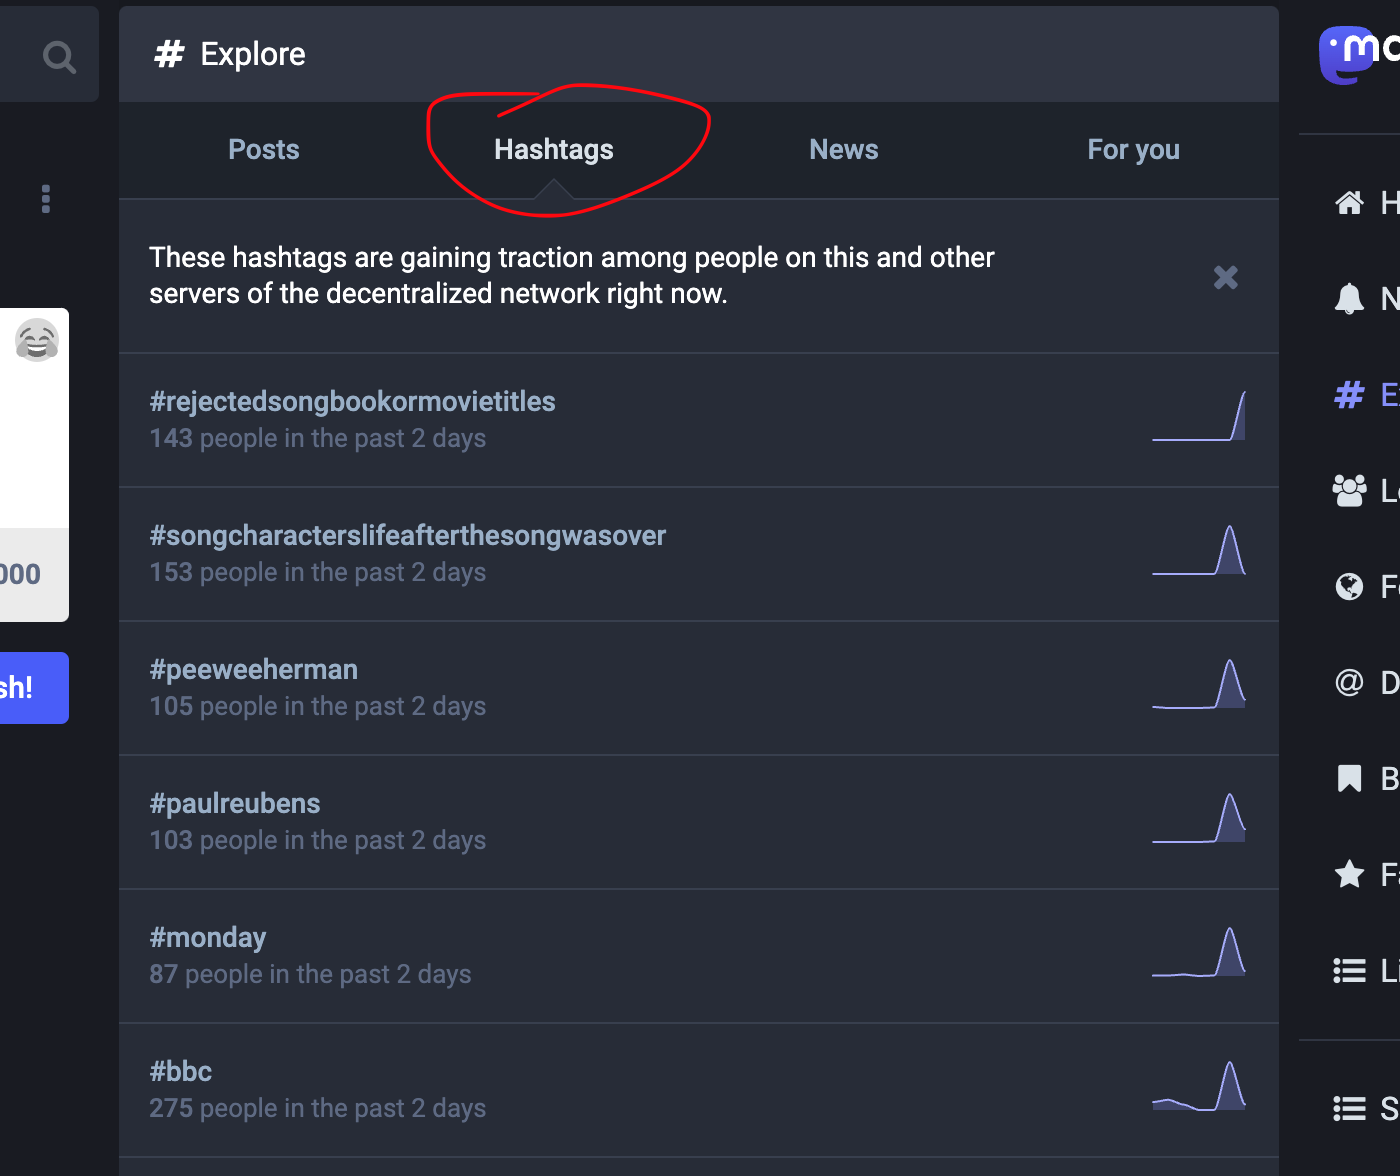 # Explore
Posts
Hashtags
News
For you
These hashtags are gaining traction among people on this and other
servers of the decentralized network right now.
#rejectedsongbookormovietitles
143 people in the past 2 days
#songcharacterslifeafterthesongwasover
153 people in the past 2 days
#peeweeherman
105 people in the past 2 days
#paulreubens
103 people in the past 2 days
#monday
87 people in the past 2 days
#bbc
275 people in the past 2 days